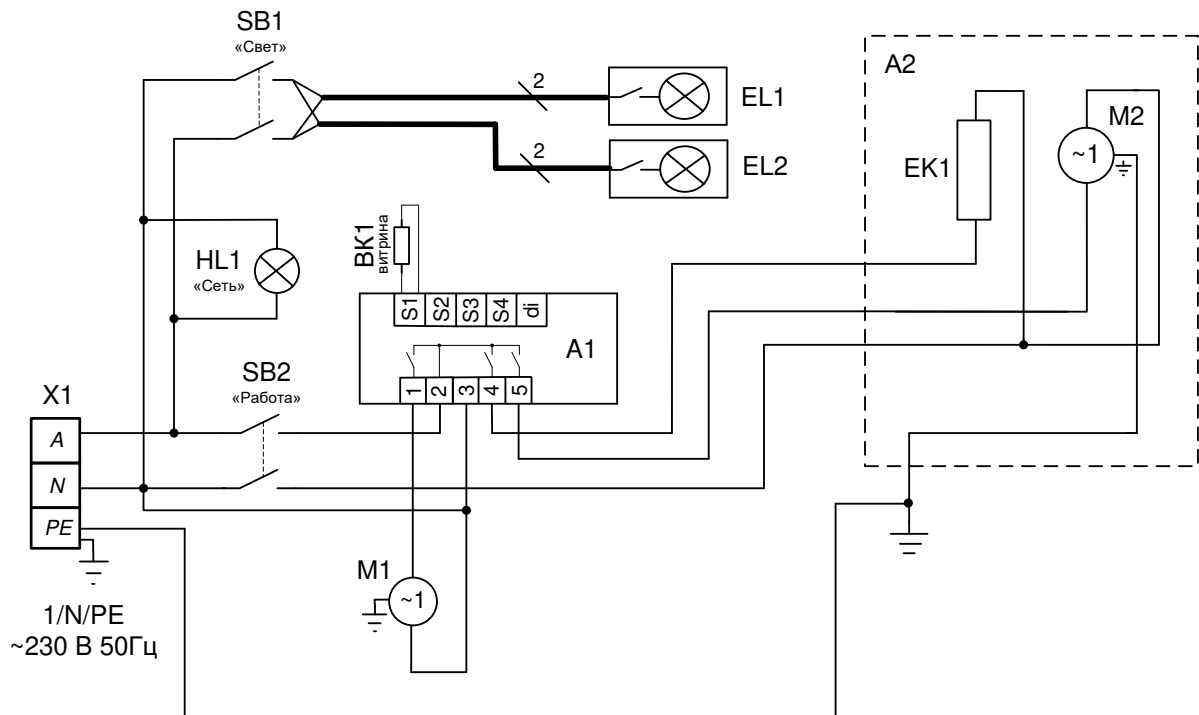 SB1
«Свет»
2
EL1
2
EL2
A2
M2
~1
EK1
HL1
«Сеть»
BK1
витрина
S1 S2 S3 S4 di
A1
1 2 3 4 5
SB2
«Работа»
X1
A
N
PE
1/N/PE
~230 В 50Гц
M1
~1